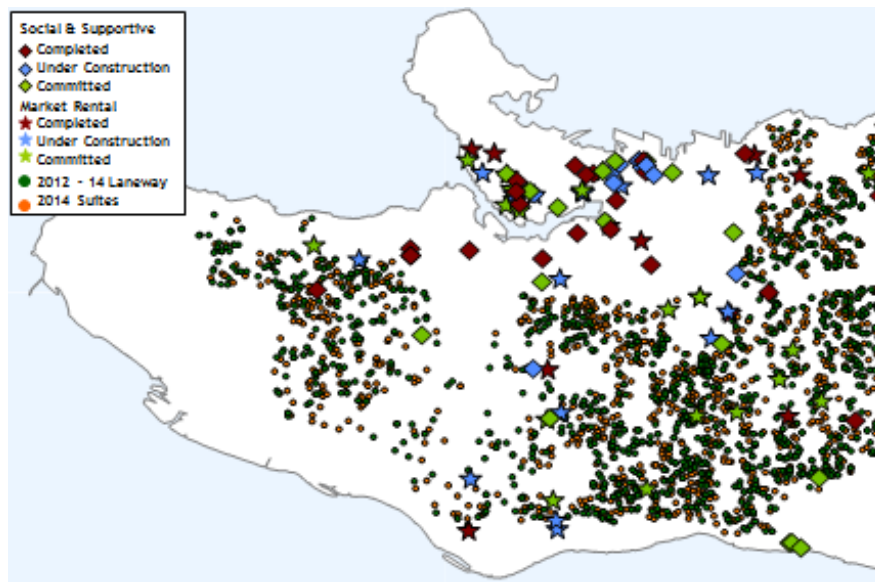 Social & Supportive
Completed
Under Construction
Committed
Market Rental
Completed
Under Construction
Committed
2012 - 14 Laneway
2014 Suites